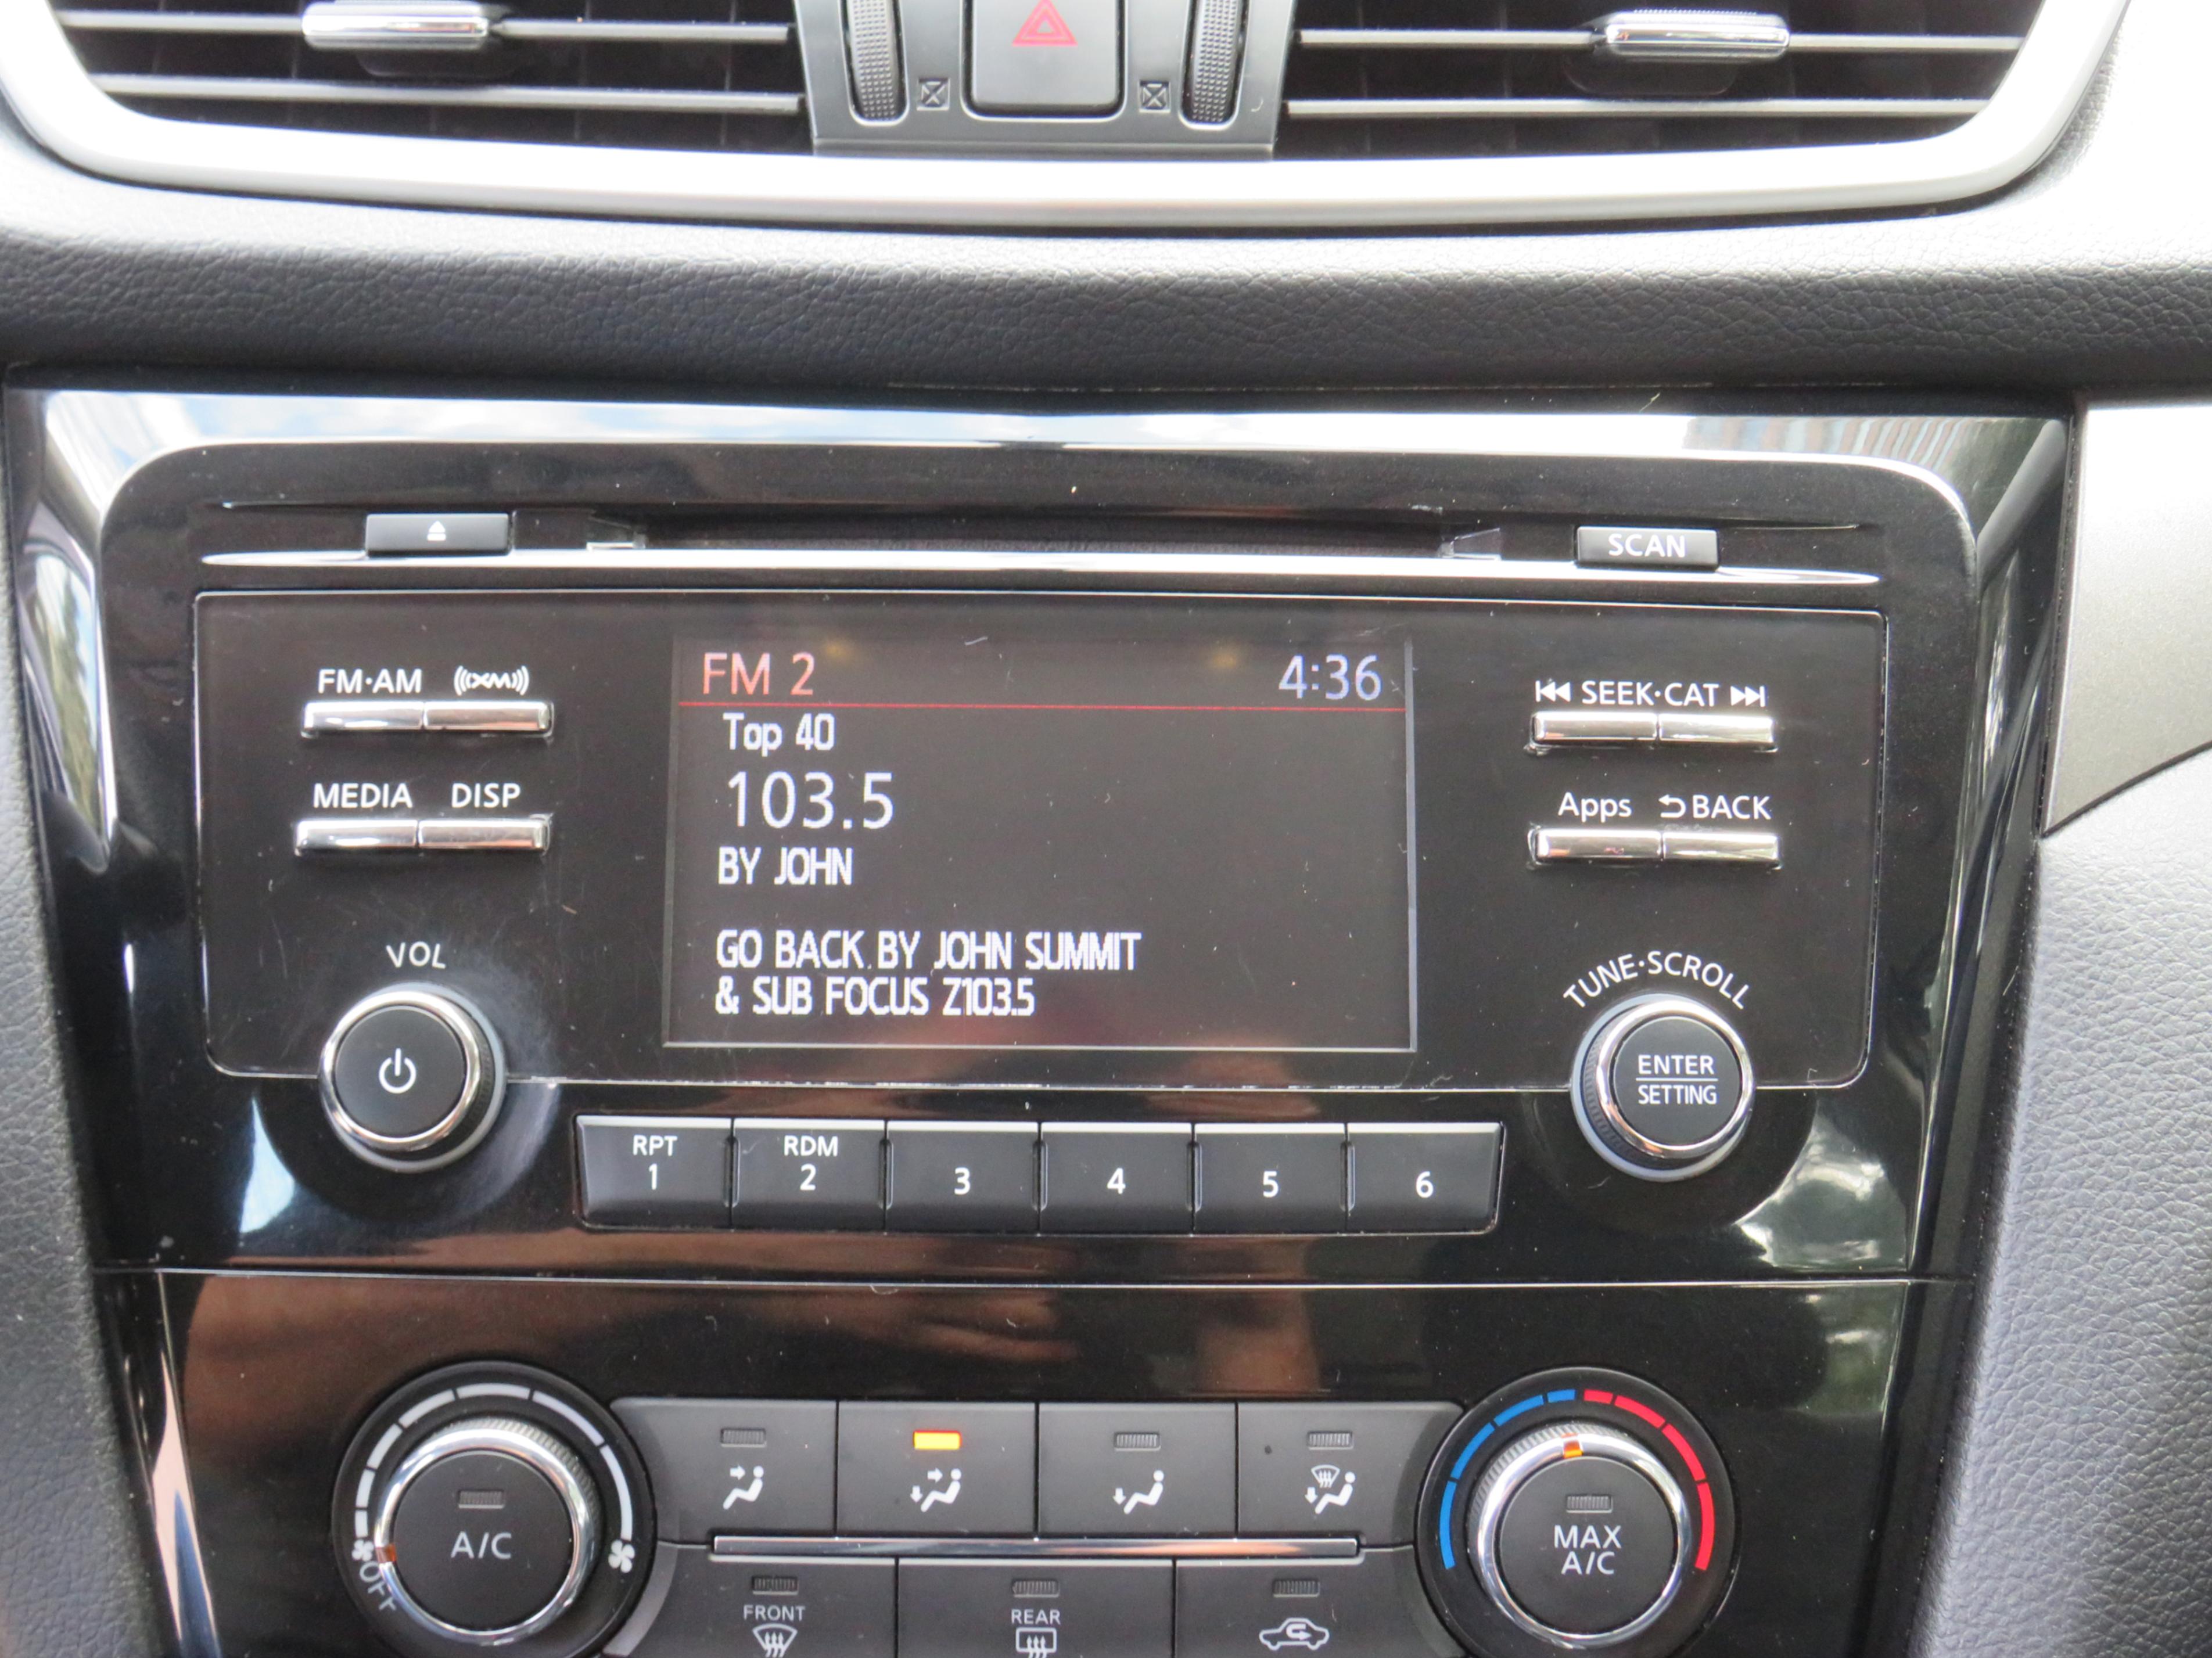 SCAN
FM·AM XM
FM 2 4:36
SEEK·CAT
Top 40
103.5
MEDIA DISP
Apps BACK
BY JOHN
GO BACK BY JOHN SUMMIT
& SUB FOCUS Z103.5
VOL
TUNE·SCROLL
ENTER
SETTING
RPT RDM
1 2 3 4 5 6
A/C
OFF
MAX
A/C
FRONT REAR